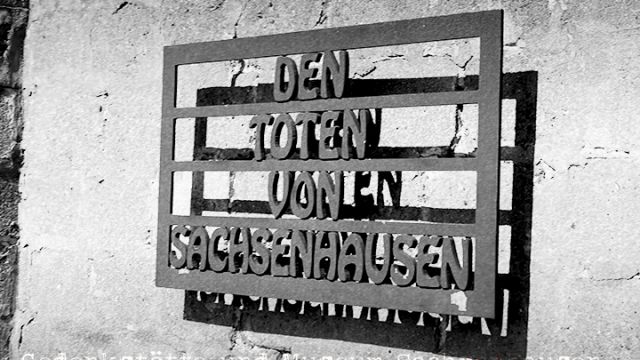 DEN
TOTEN
VON
SACHSENHAUSEN